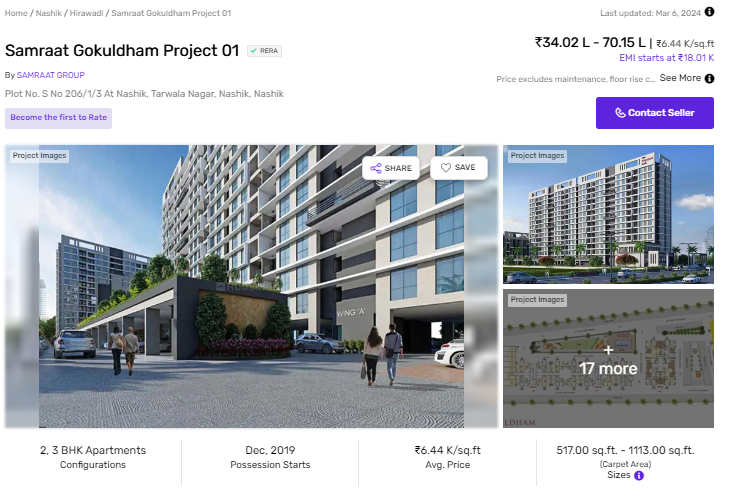 Home / Nashik / Hirawadi / Samraat Gokuldham Project 01
Last updated: Mar 6, 2024
Samraat Gokuldham Project 01
RERA
₹34.02 L - 70.15 L | ₹6.44 K/sq.ft
EMI starts at ₹18.01 K
By SAMRAAT GROUP
Price excludes maintenance, floor rise c... See More
Plot No. S No 206/1/3 At Nashik, Tarwala Nagar, Nashik, Nashik
Contact Seller
Become the first to Rate
Project Images
SHARE
SAVE
WING 'A'
Project Images
Project Images
+
17 more
LDHAM
2, 3 BHK Apartments
Configurations
Dec, 2019
Possession Starts
₹6.44 K/sq.ft
Avg. Price
517.00 sq.ft. - 1113.00 sq.ft.
(Carpet Area)
Sizes